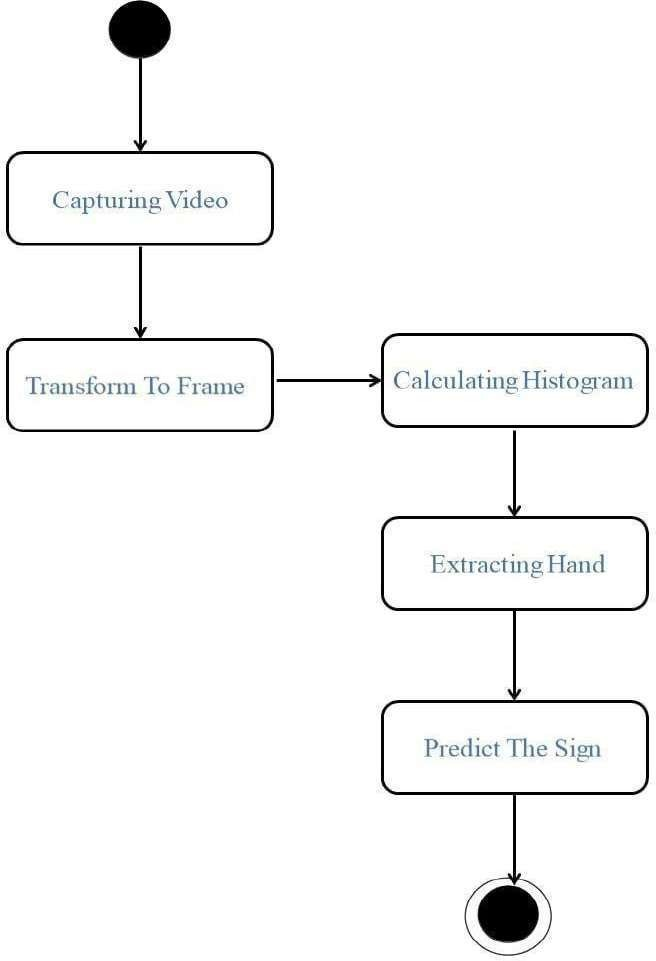 Capturing Video
Transform To Frame
Calculating Histogram
Extracting Hand
Predict The Sign